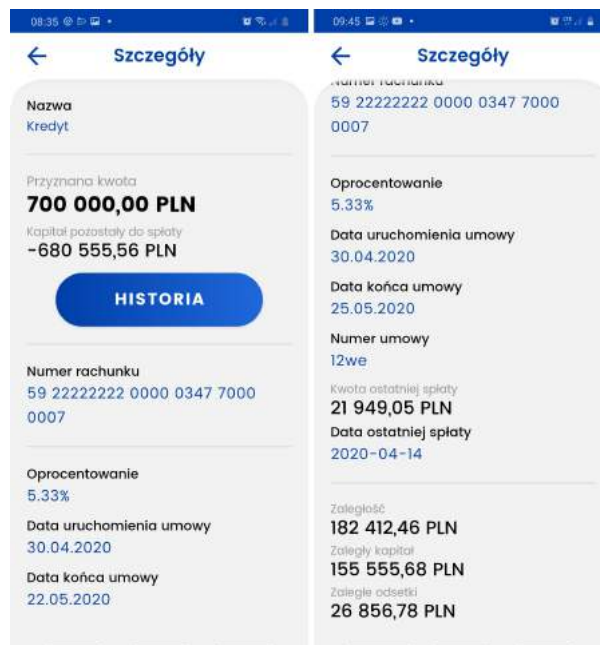 08:35
Szczegóły
Nazwa
Kredyt
Przyznana kwota
700 000,00 PLN
Kapitał pozostały do spłaty
-680 555,56 PLN
HISTORIA
Numer rachunku
59 22222222 0000 0347 7000
0007
Oprocentowanie
5.33%
Data uruchomienia umowy
30.04.2020
Data końca umowy
22.05.2020
09:45
Szczegóły
Numer rachunku
59 22222222 0000 0347 7000
0007
Oprocentowanie
5.33%
Data uruchomienia umowy
30.04.2020
Data końca umowy
25.05.2020
Numer umowy
12we
Kwota ostatniej spłaty
21 949,05 PLN
Data ostatniej spłaty
2020-04-14
Zaległość
182 412,46 PLN
Zaległy kapitał
155 555,68 PLN
Zaległe odsetki
26 856,78 PLN